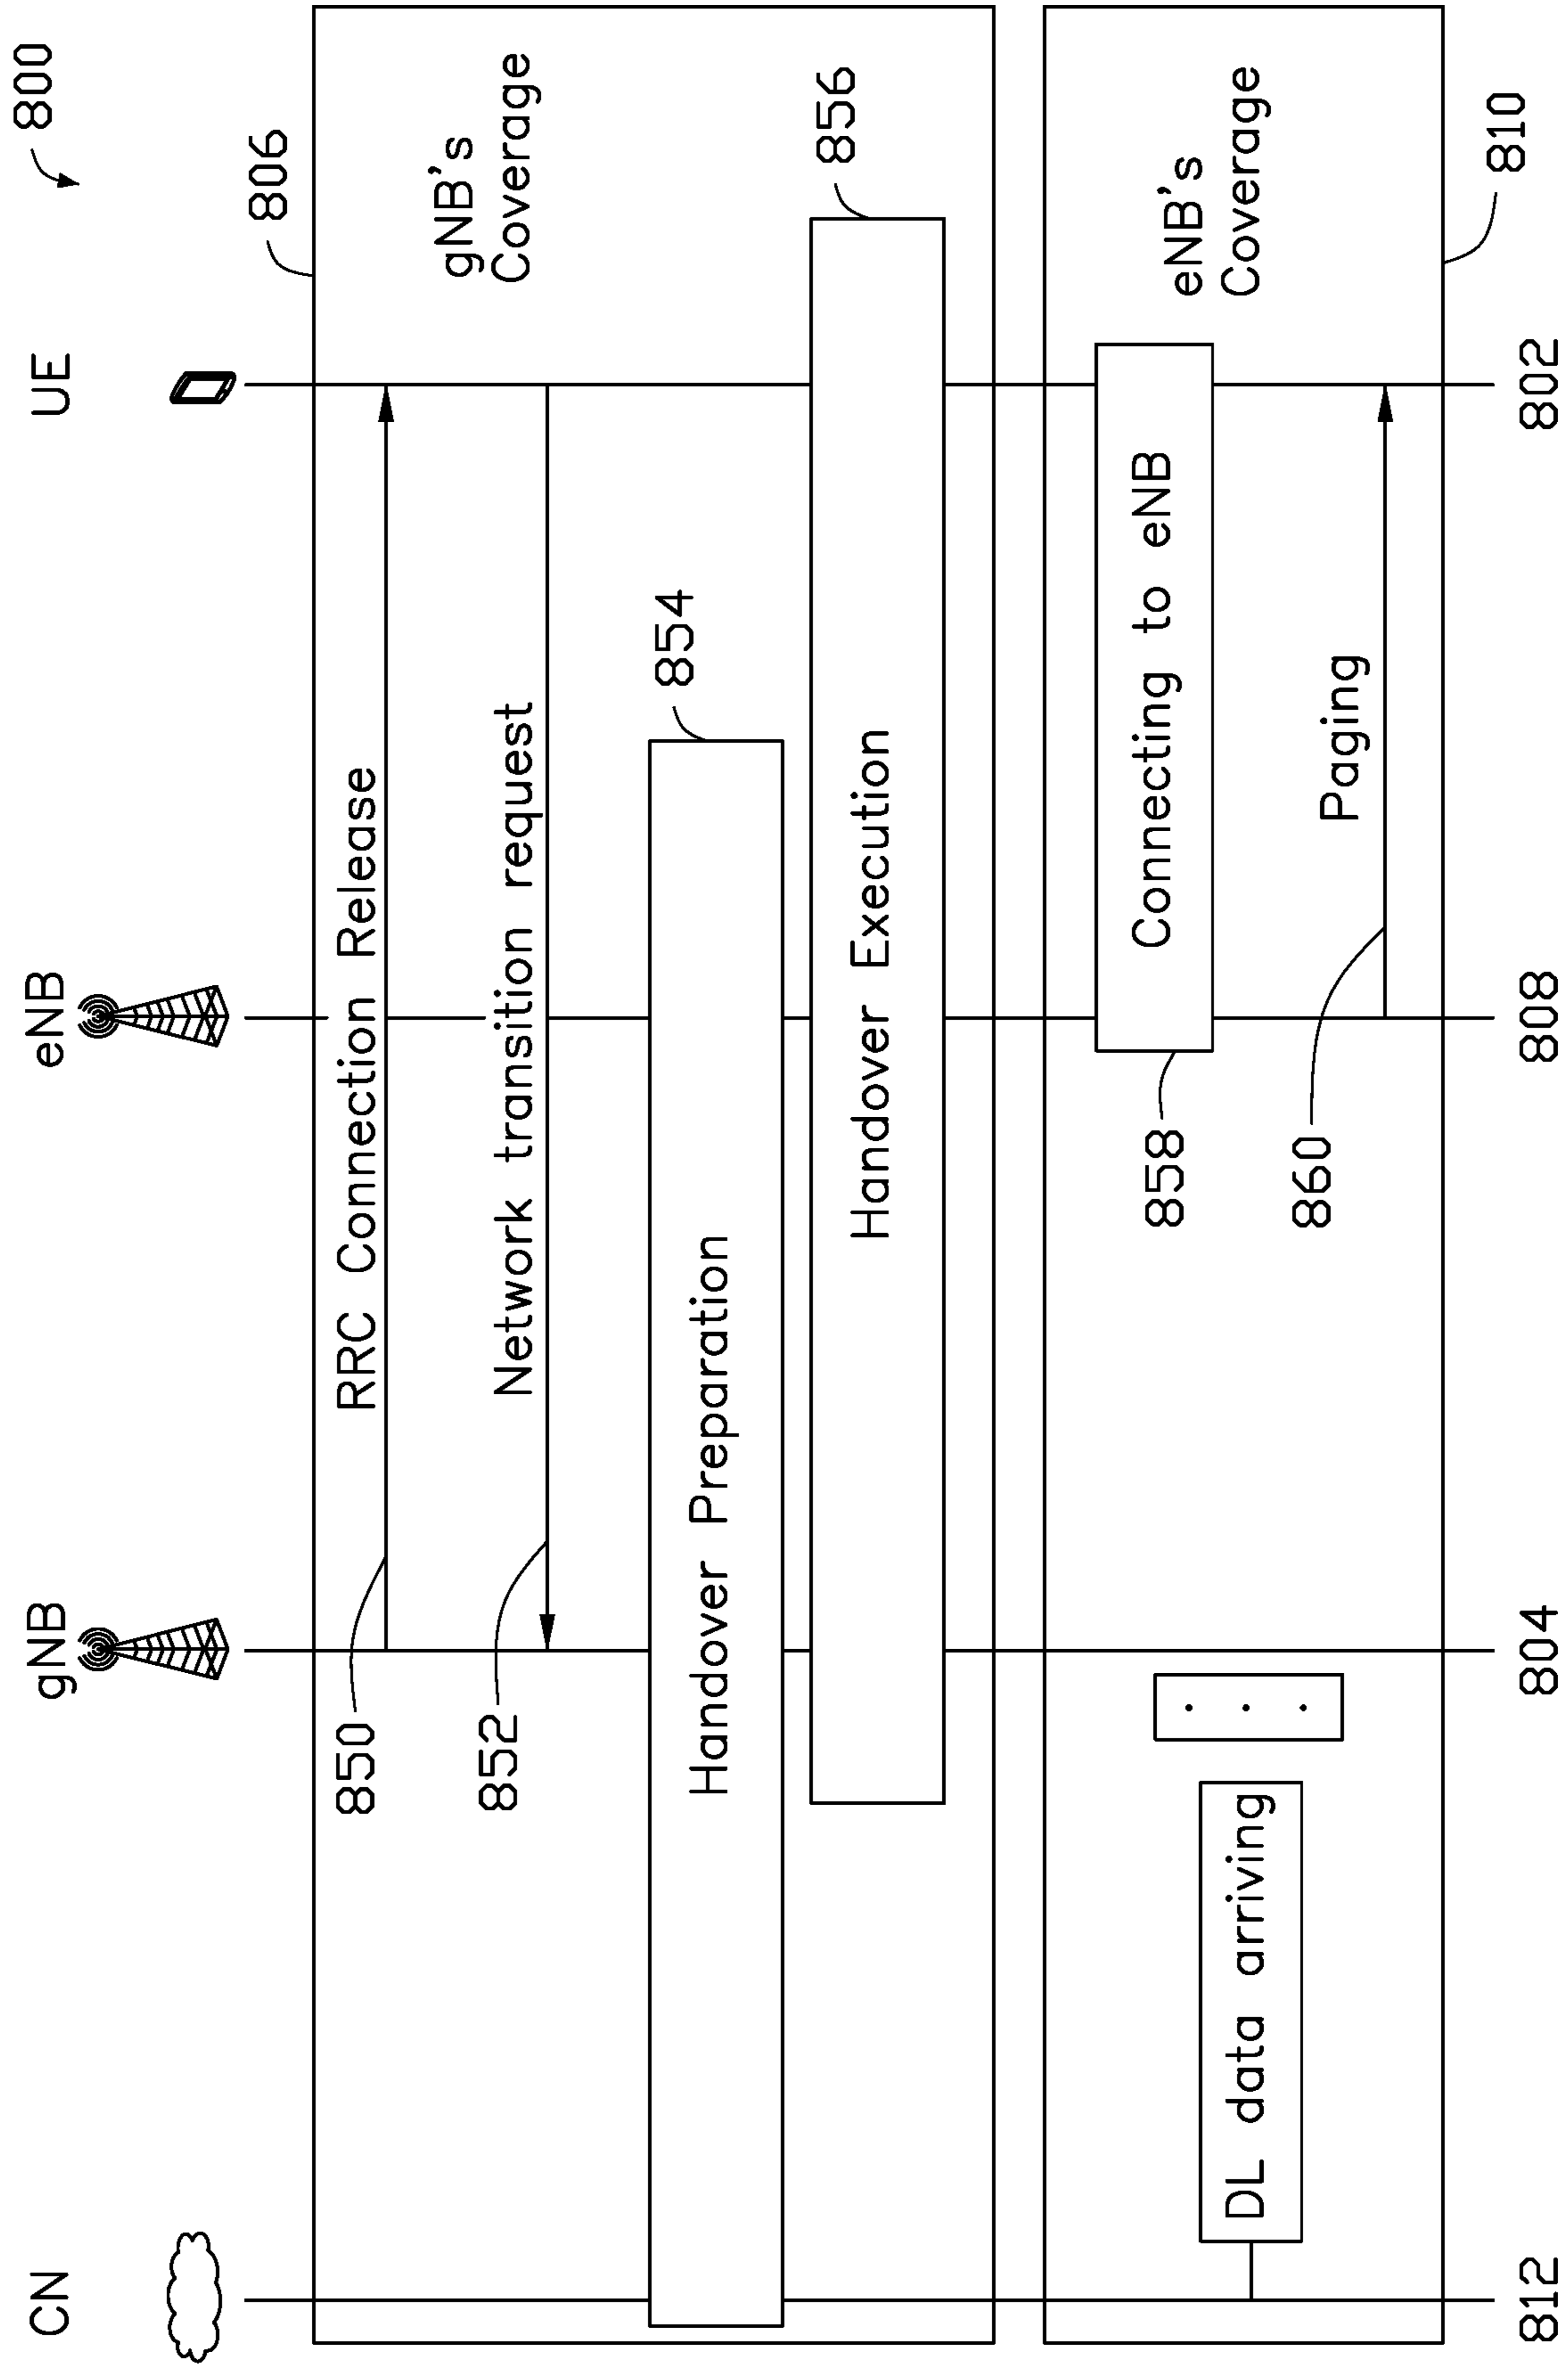 800
CN
gNB
eNB
UE
806
gNB's
Coverage
RRC Connection Release
850
Network transition request
852
854
Handover Preparation
856
Handover Execution
eNB's
Coverage
Connecting to eNB
858
DL data arriving
. . .
Paging
860
810
812
804
808
802